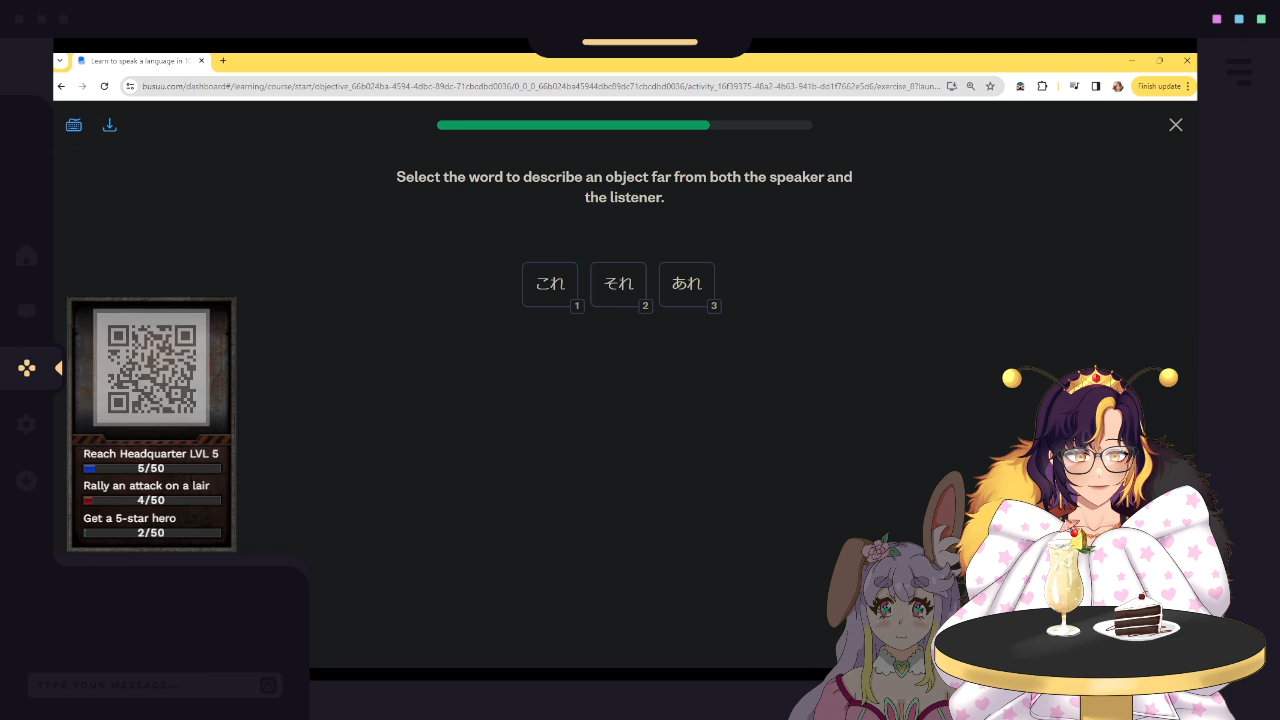 Learn to speak a language in 1
busuu.com/dashboard#/learning/course/start/objective_66b024ba-4594-4dbc-89dc-71cbcdbd0036/0_0_0_66b024ba45944dbc89dc71cbcdbd0036/activity_16f39375-48a2-4b63-941b-dd1f7662e5d6/exercise_8?laun...
Finish update
Select the word to describe an object far from both the speaker and
the listener.
これ それ あれ
1 2 3
Reach Headquarter LVL 5
5/50
Rally an attack on a lair
4/50
Get a 5-star hero
2/50
TYPE YOUR MESSAGE...